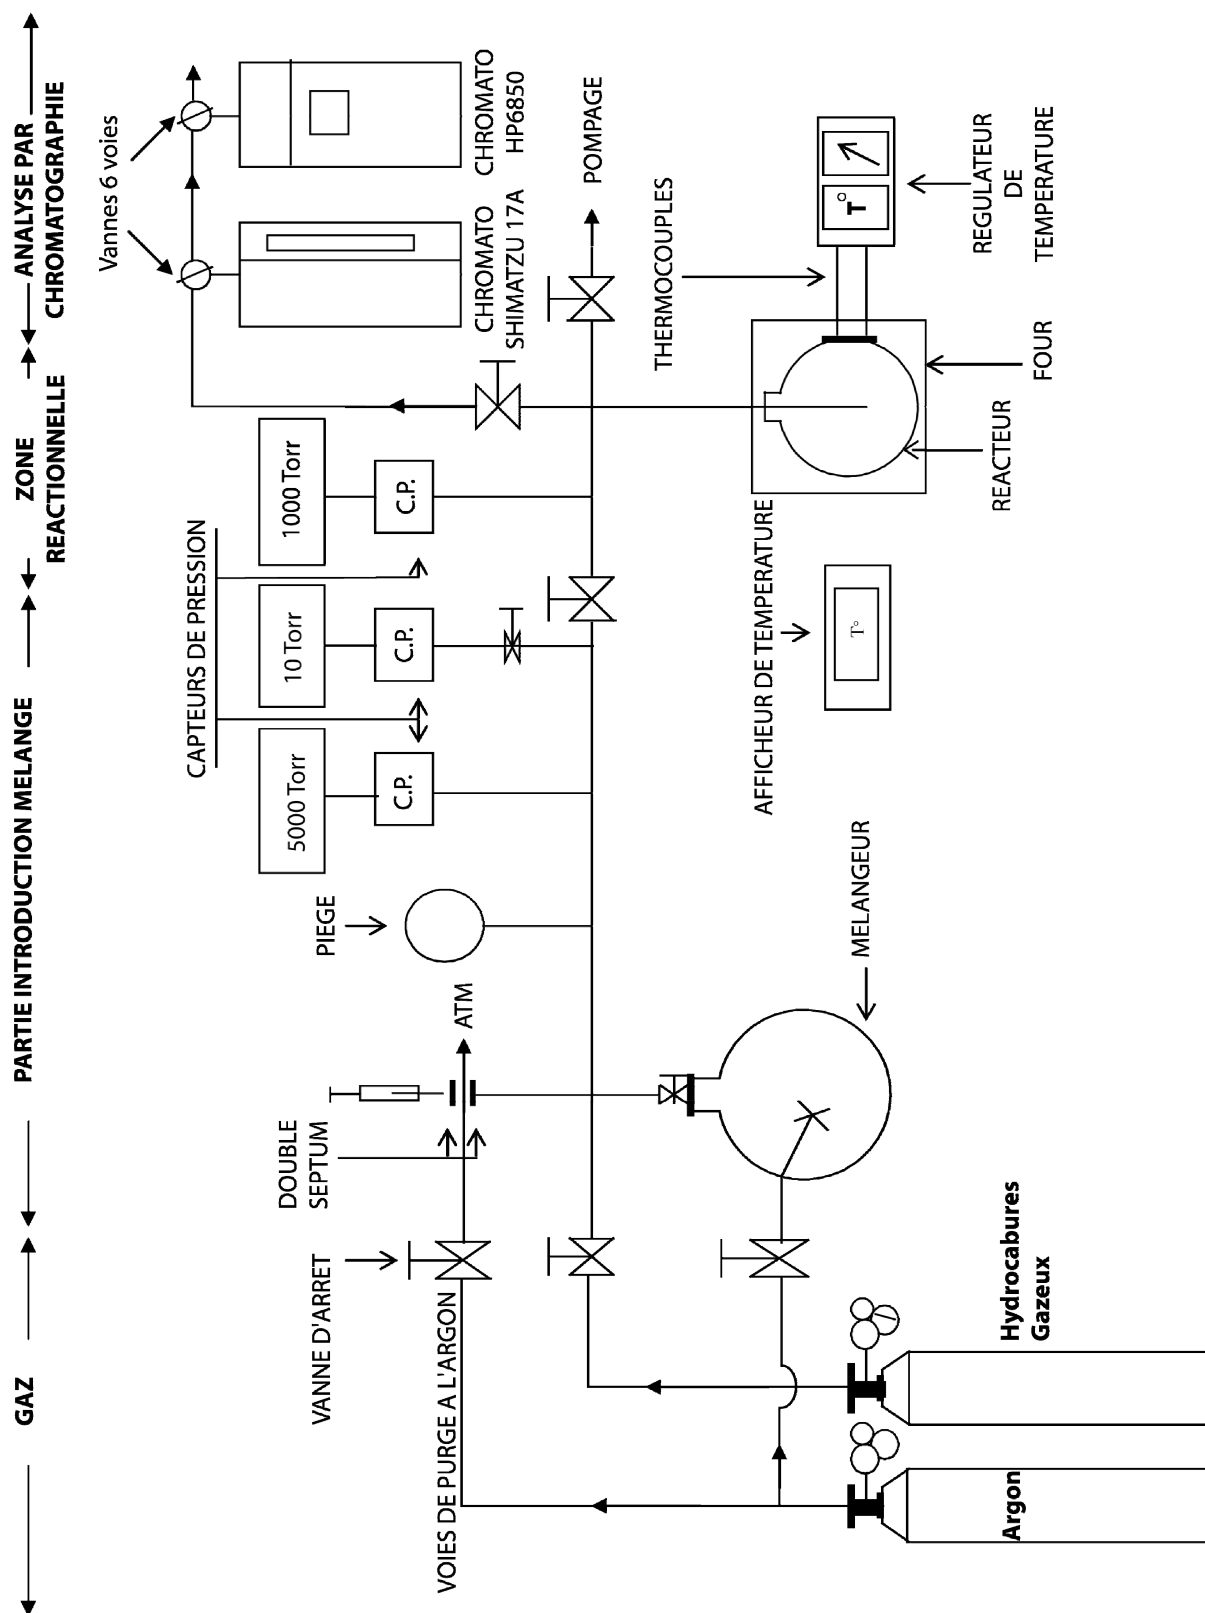 GAZ
PARTIE INTRODUCTION MELANGE
ZONE
REACTIONNELLE
ANALYSE PAR
CHROMATOGRAPHIE
Vannes 6 voies
CAPTEURS DE PRESSION
5000 Torr
10 Torr
1000 Torr
C.P.
C.P.
C.P.
CHROMATO
SHIMATZU 17A
CHROMATO
HP6850
VANNE D'ARRET
DOUBLE
SEPTUM
PIEGE
ATM
VOIES DE PURGE A L'ARGON
POMPAGE
THERMOCOUPLES
T°
REGULATEUR
DE
TEMPERATURE
FOUR
REACTEUR
AFFICHEUR DE TEMPERATURE
T°
MELANGEUR
Argon
Hydrocabures
Gazeux